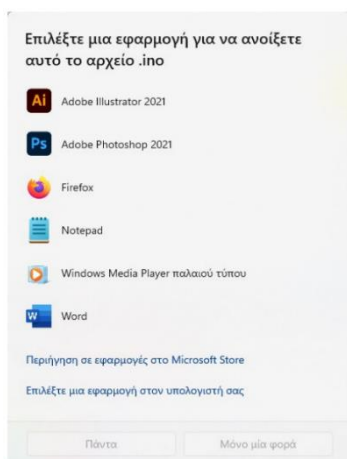 Επιλέξτε μια εφαρμογή για να ανοίξετε
αυτό το αρχείο .ino
Ai Adobe Illustrator 2021
Ps Adobe Photoshop 2021
Firefox
Notepad
Windows Media Player παλαιού τύπου
W Word
Περιήγηση σε εφαρμογές στο Microsoft Store
Επιλέξτε μια εφαρμογή στον υπολογιστή σας
Πάντα
Μόνο μία φορά